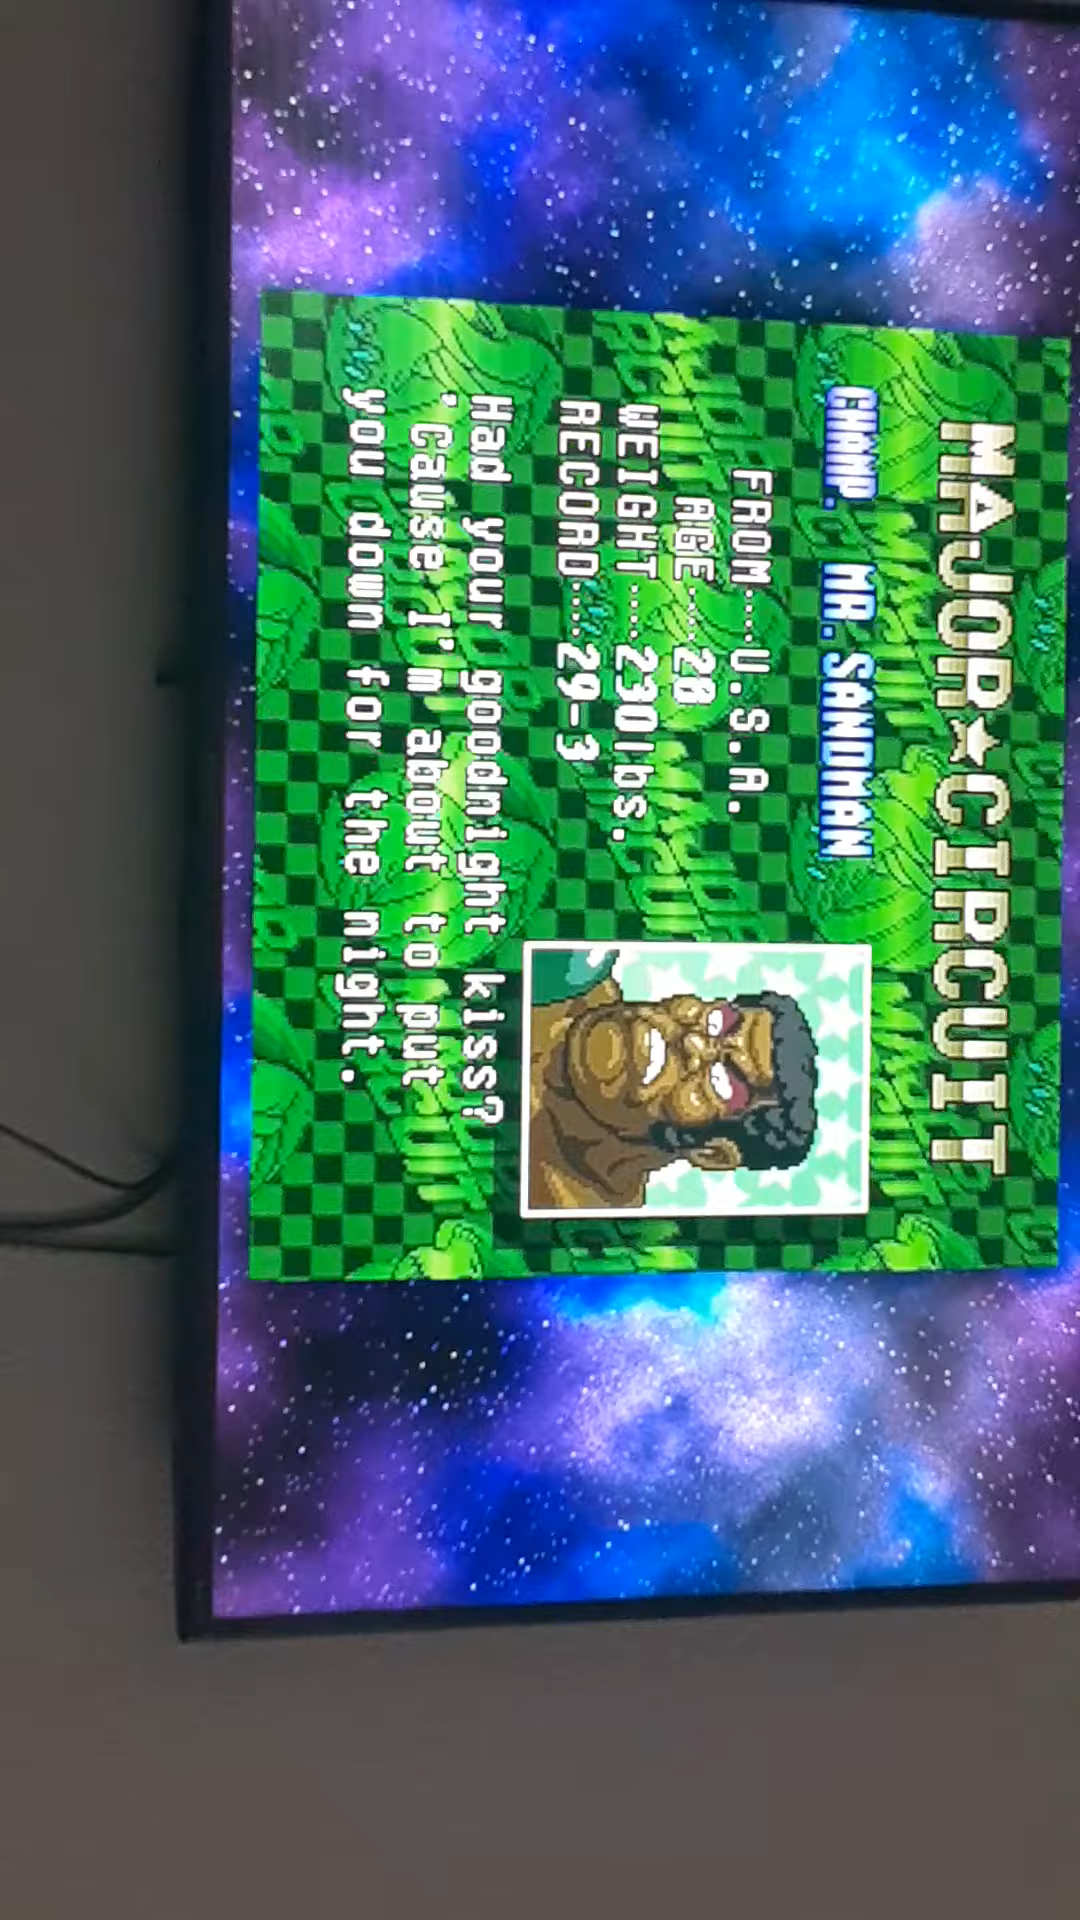 MAJOR★CIRCUIT
CHAMP. MR. SANDMAN
FROM....U.S.A.
AGE....28
WEIGHT....230lbs.
RECORD....29-3
Had your goodnight kiss?
'Cause I'm about to put
you down for the night.